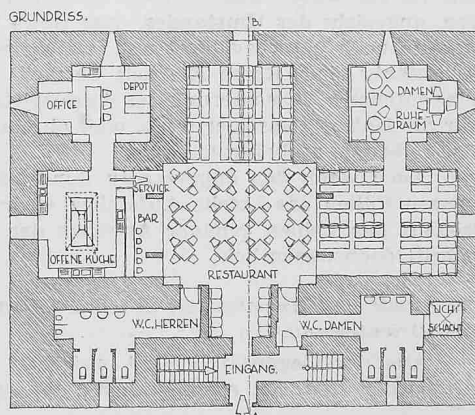 GRUNDRISS.
B.
OFFICE
DEPOT
DAMEN
RUHE-
RAUM
SERVICE
BAR
OFFENE KÜCHE
RESTAURANT
W.C. HERREN
W.C. DAMEN
LICHT
SCHACHT
EINGANG.
A.